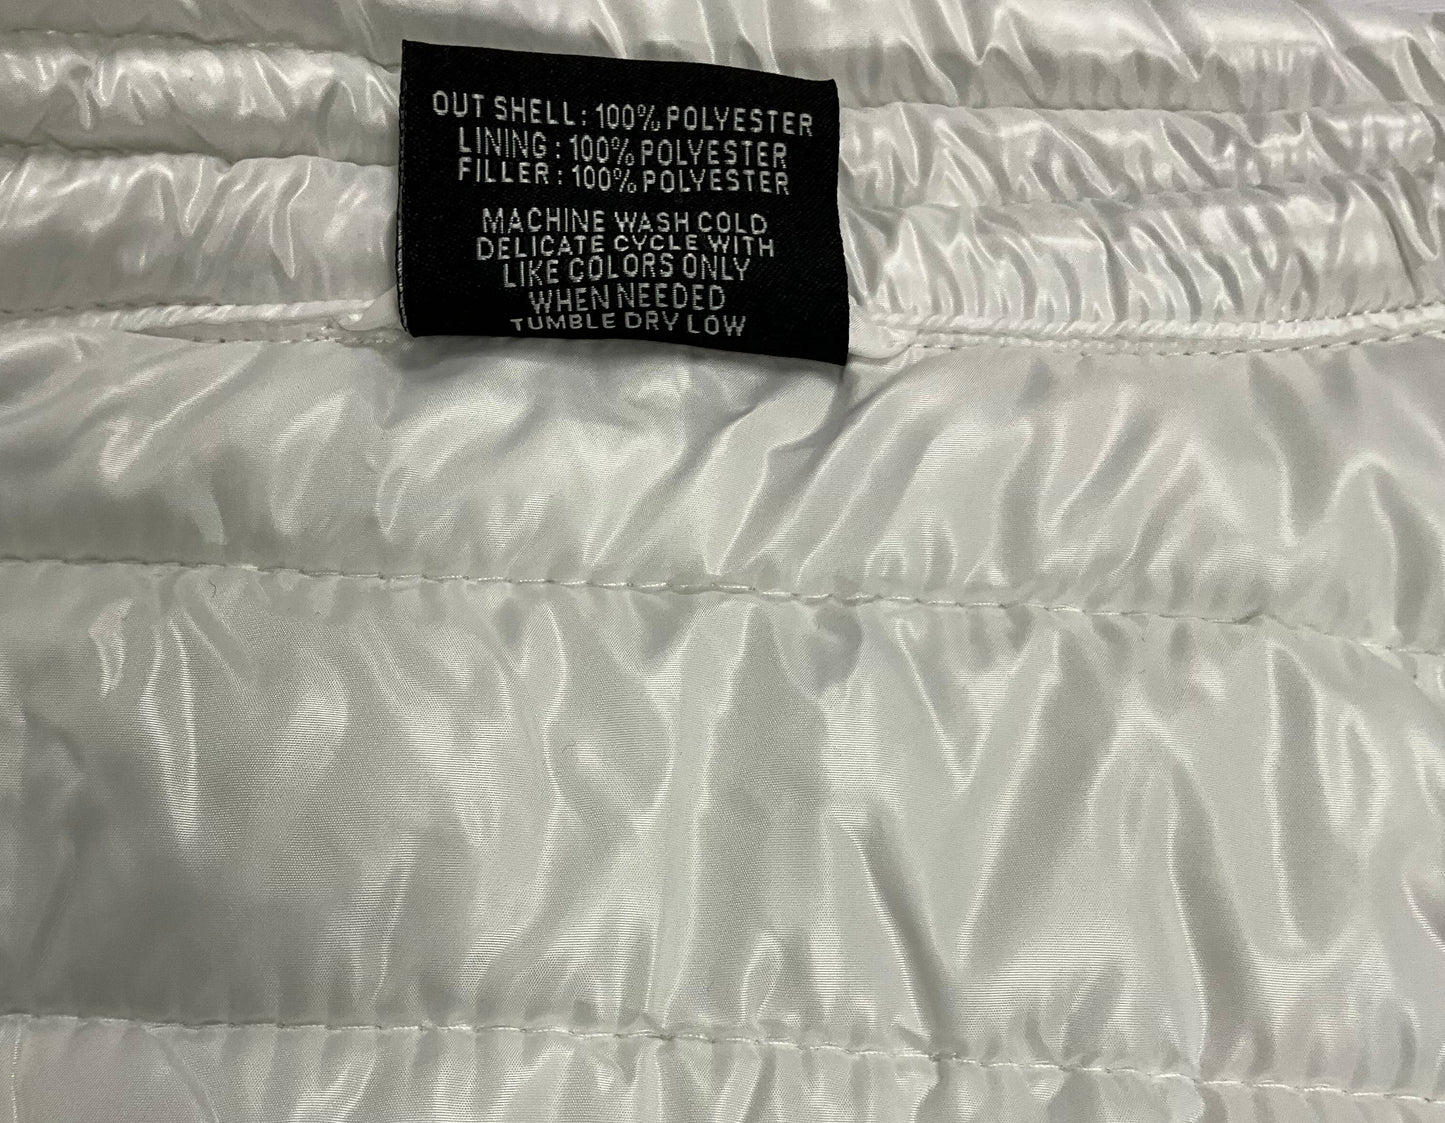 OUT SHELL: 100% POLYESTER
LINING: 100% POLYESTER
FILLER: 100% POLYESTER
MACHINE WASH COLD
DELICATE CYCLE WITH
LIKE COLORS ONLY
WHEN NEEDED
TUMBLE DRY LOW